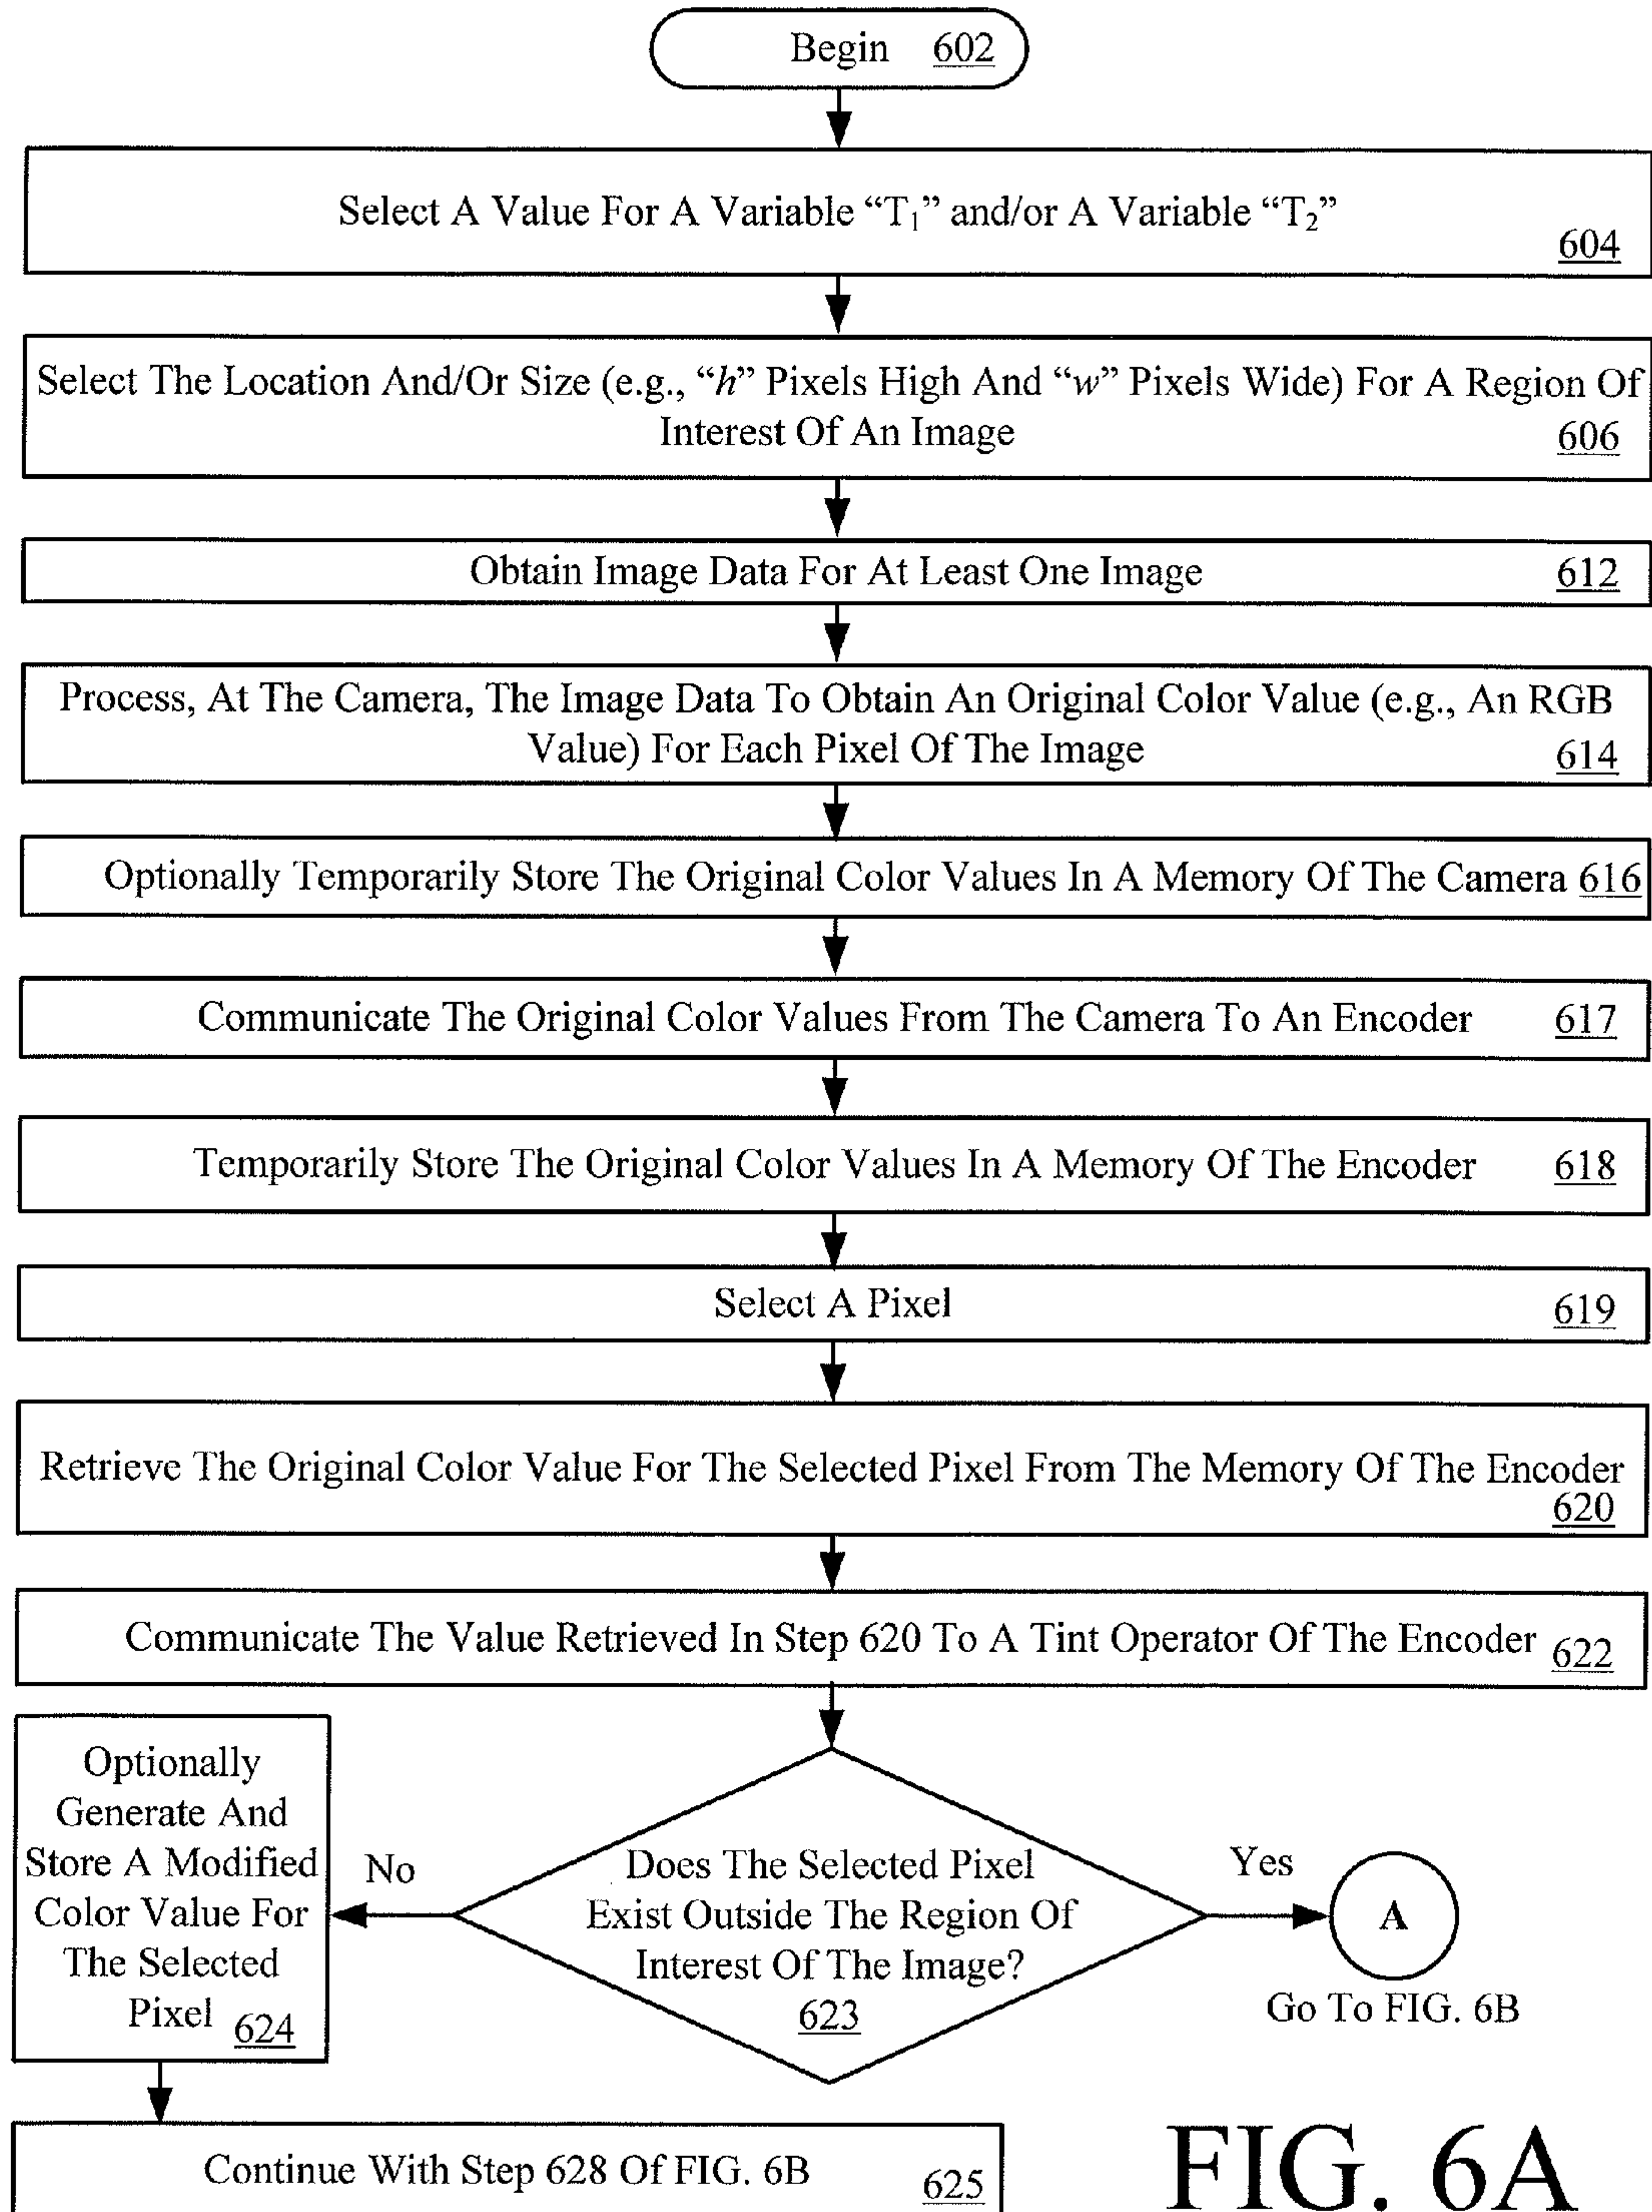 Begin 602
Select A Value For A Variable “T₁” and/or A Variable “T₂”
604
Select The Location And/Or Size (e.g., “h” Pixels High And “w” Pixels Wide) For A Region Of
Interest Of An Image
606
Obtain Image Data For At Least One Image 612
Process, At The Camera, The Image Data To Obtain An Original Color Value (e.g., An RGB
Value) For Each Pixel Of The Image
614
Optionally Temporarily Store The Original Color Values In A Memory Of The Camera 616
Communicate The Original Color Values From The Camera To An Encoder 617
Temporarily Store The Original Color Values In A Memory Of The Encoder 618
Select A Pixel 619
Retrieve The Original Color Value For The Selected Pixel From The Memory Of The Encoder
620
Communicate The Value Retrieved In Step 620 To A Tint Operator Of The Encoder 622
Does The Selected Pixel
Exist Outside The Region Of
Interest Of The Image?
623
Yes
A
Go To FIG. 6B
No
Optionally
Generate And
Store A Modified
Color Value For
The Selected
Pixel 624
Continue With Step 628 Of FIG. 6B 625
FIG. 6A